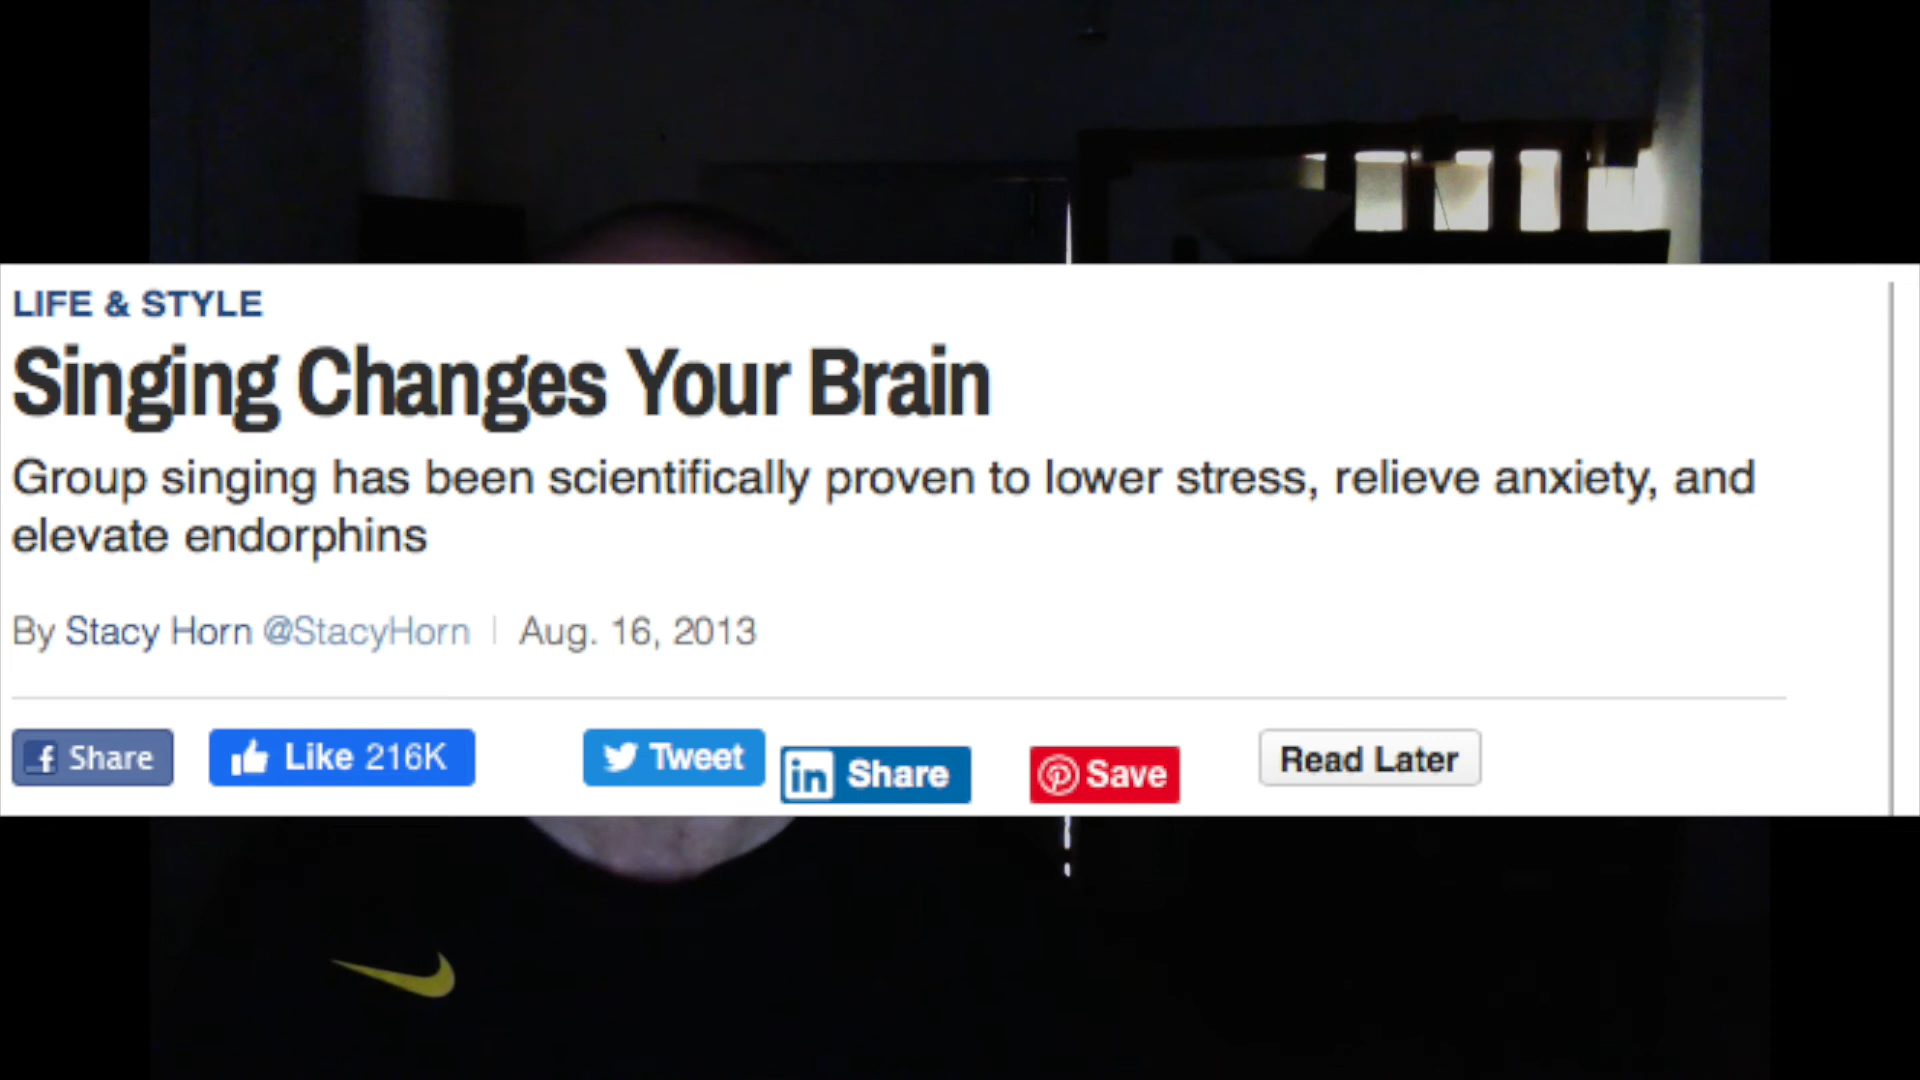 LIFE & STYLE
Singing Changes Your Brain
Group singing has been scientifically proven to lower stress, relieve anxiety, and
elevate endorphins
By Stacy Horn @StacyHorn | Aug. 16, 2013
f Share
Like 216K
Tweet
in Share
Save
Read Later